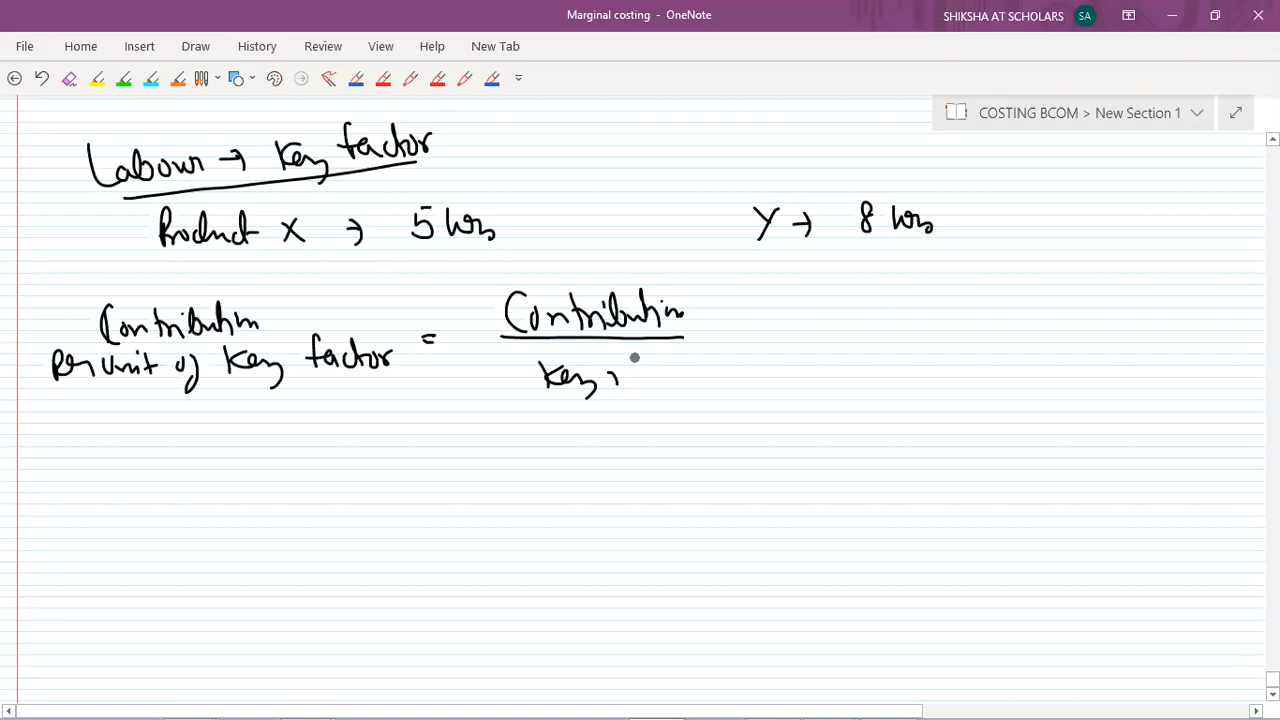 Marginal costing - OneNote
SHIKSHA AT SCHOLARS SA
File Home Insert Draw History Review View Help New Tab
COSTING BCOM > New Section 1
Labour → Key factor
Product X → 5 hrs Y → 8 hrs
Contribution
Per unit of Key factor = Contribution
Key